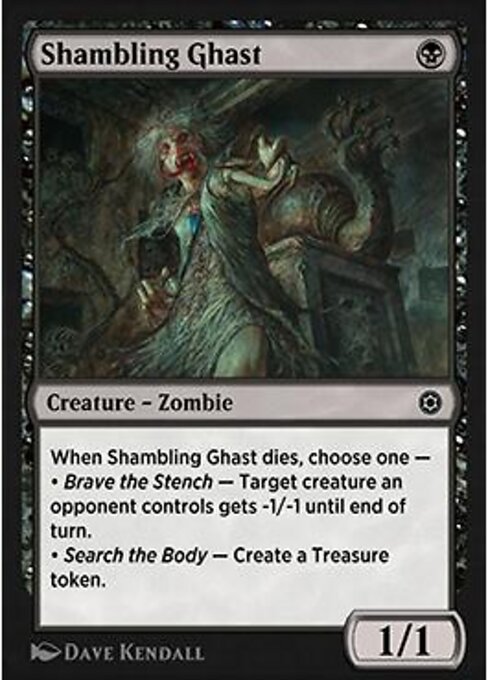 Shambling Ghast
Creature – Zombie
When Shambling Ghast dies, choose one —
• Brave the Stench — Target creature an
opponent controls gets -1/-1 until end of
turn.
• Search the Body — Create a Treasure
token.
1/1
DAVE KENDALL